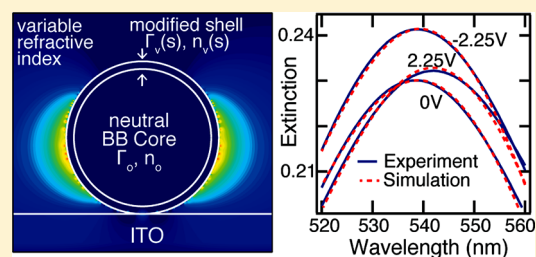 variable
refractive
index
modified shell
Γᵥ(s), nᵥ(s)
neutral
BB Core
Γₒ, nₒ
ITO
Extinction
0.24
0.21
-2.25V
2.25V
0V
Experiment
Simulation
520 530 540 550 560
Wavelength (nm)